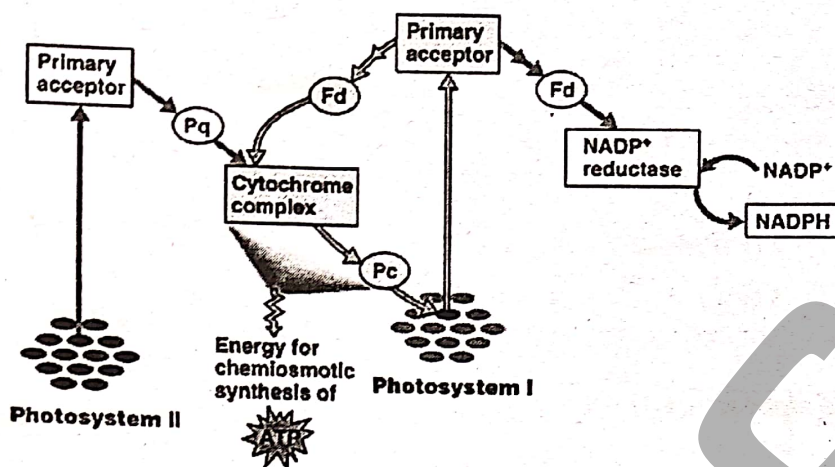 Primary
acceptor
Pq
Fd
Primary
acceptor
Fd
NADP+
reductase
NADP+
NADPH
Cytochrome
complex
Pc
Energy for
chemiosmotic
synthesis of
ATP
Photosystem II
Photosystem I